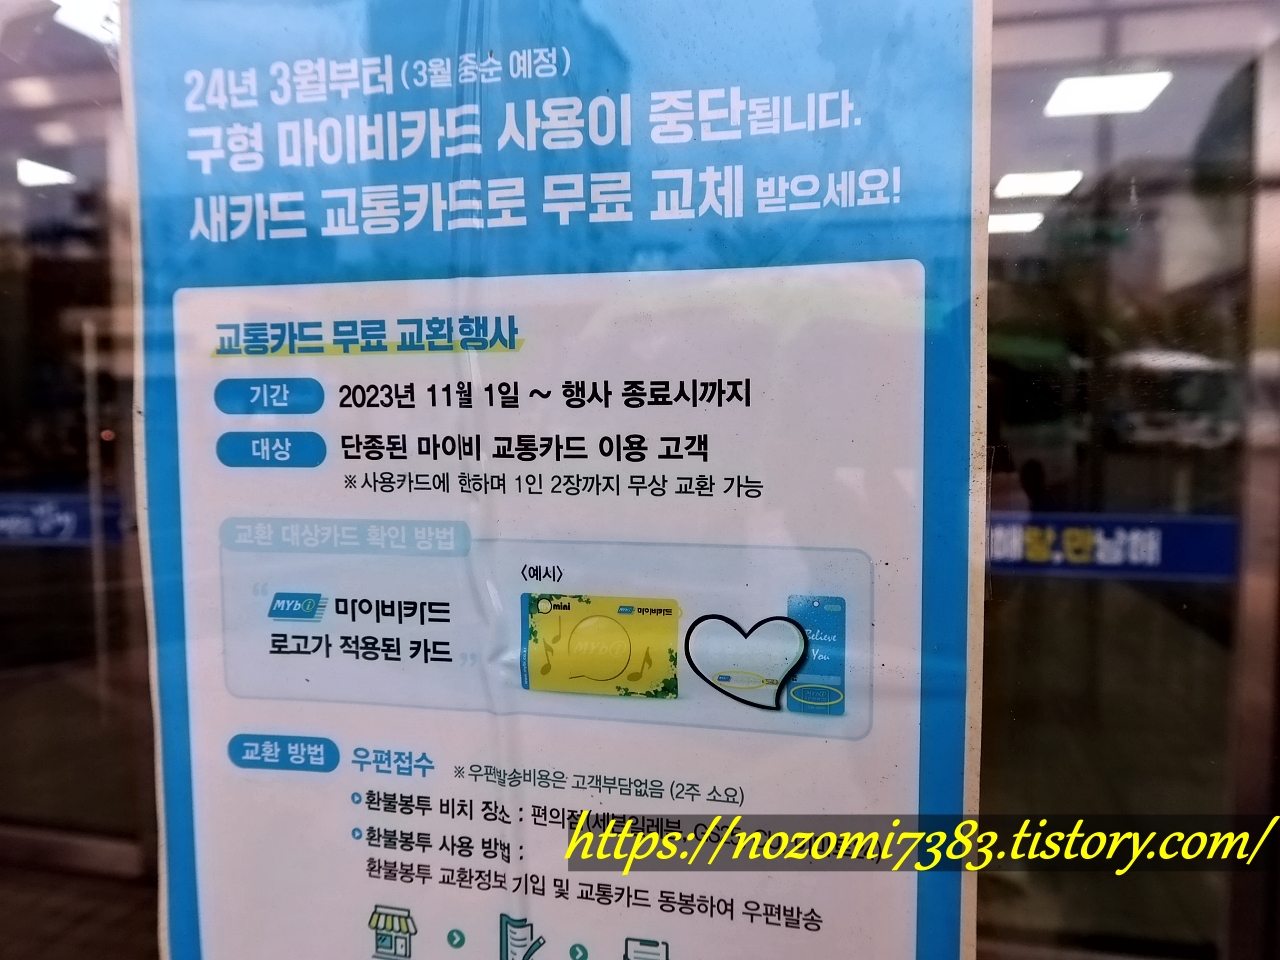 24년 3월부터 (3월 중순 예정)
구형 마이비카드 사용이 중단됩니다.
새카드 교통카드로 무료 교체 받으세요!
교통카드 무료 교환 행사
기간 2023년 11월 1일 ~ 행사 종료시까지
대상 단종된 마이비 교통카드 이용 고객
※ 사용카드에 한하며 1인 2장까지 무상 교환 가능
교환 대상카드 확인 방법
“ MYbi 마이비카드
로고가 적용된 카드 ”
<예시>
mini MYbi 마이비카드
MYbi
Believe
You
MYbi
교환 방법 우편접수 ※ 우편발송비용은 고객부담없음 (2주 소요)
환불봉투 비치 장소 : 편의점(세븐일레븐, GS25,
환불봉투 사용 방법 :
환불봉투 교환정보 기입 및 교통카드 동봉하여 우편발송
https://nozomi7383.tistory.com/